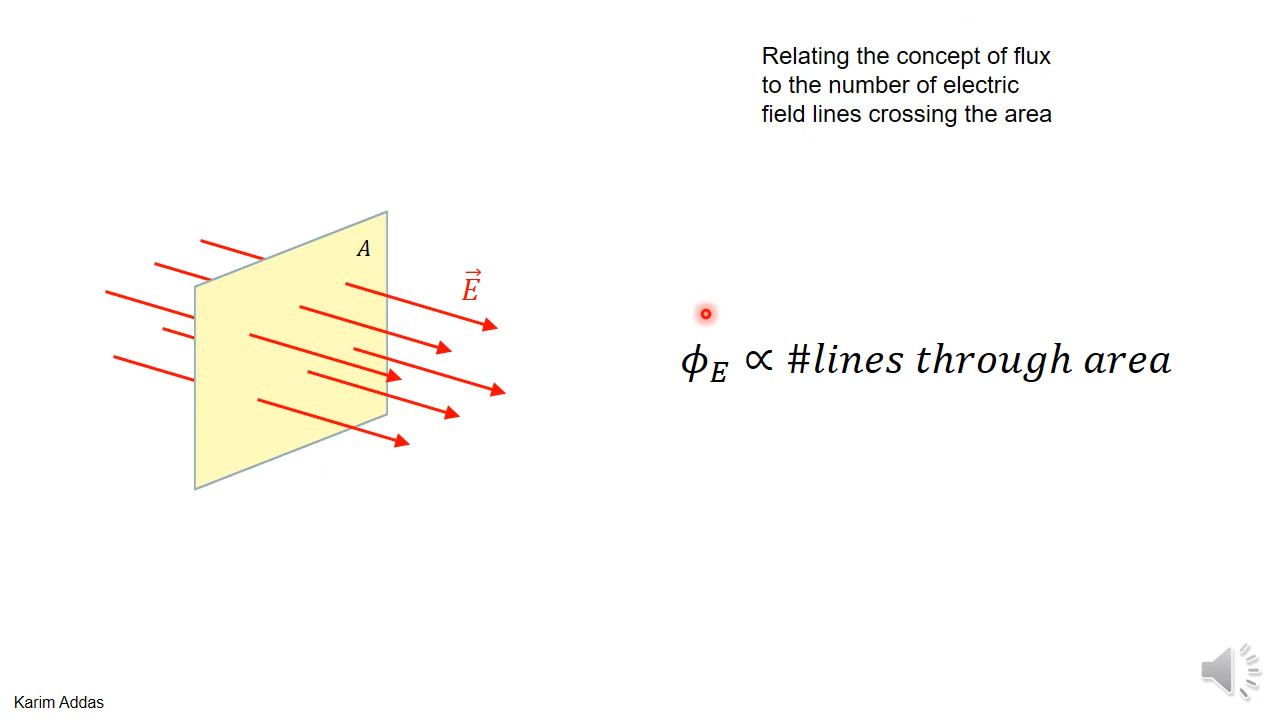 Relating the concept of flux
to the number of electric
field lines crossing the area
A
\vec{E}
ϕ_E ∝ #lines through area
Karim Addas